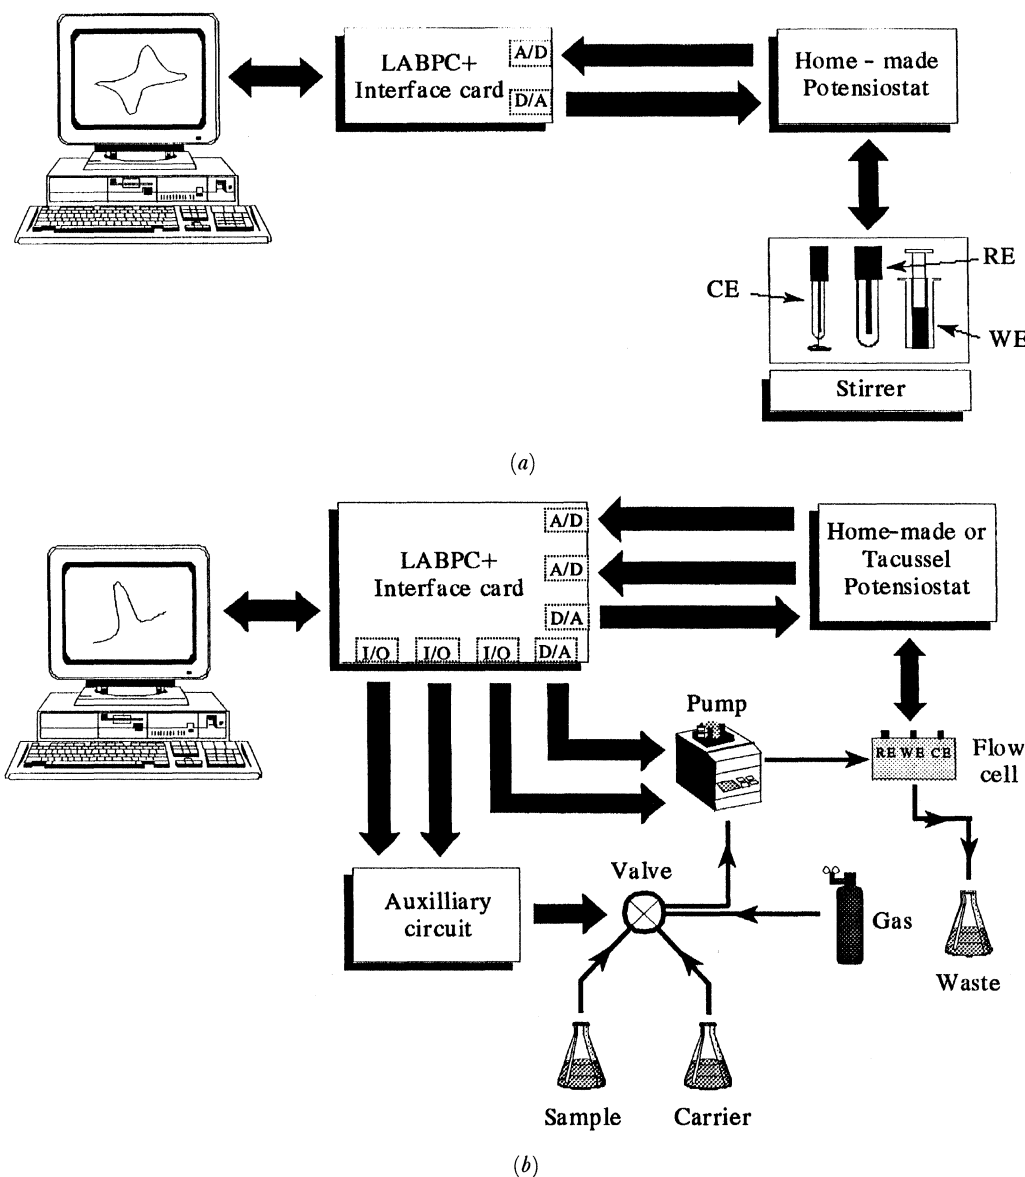 LABPC+
Interface card
A/D
D/A
Home - made
Potensiostat
RE
CE
WE
Stirrer
(a)
LABPC+
Interface card
A/D
A/D
D/A
I/O
I/O
I/O
D/A
Home-made or
Tacussel
Potensiostat
Pump
RE WE CE
Flow
cell
Auxilliary
circuit
Valve
Gas
Waste
Sample
Carrier
(b)